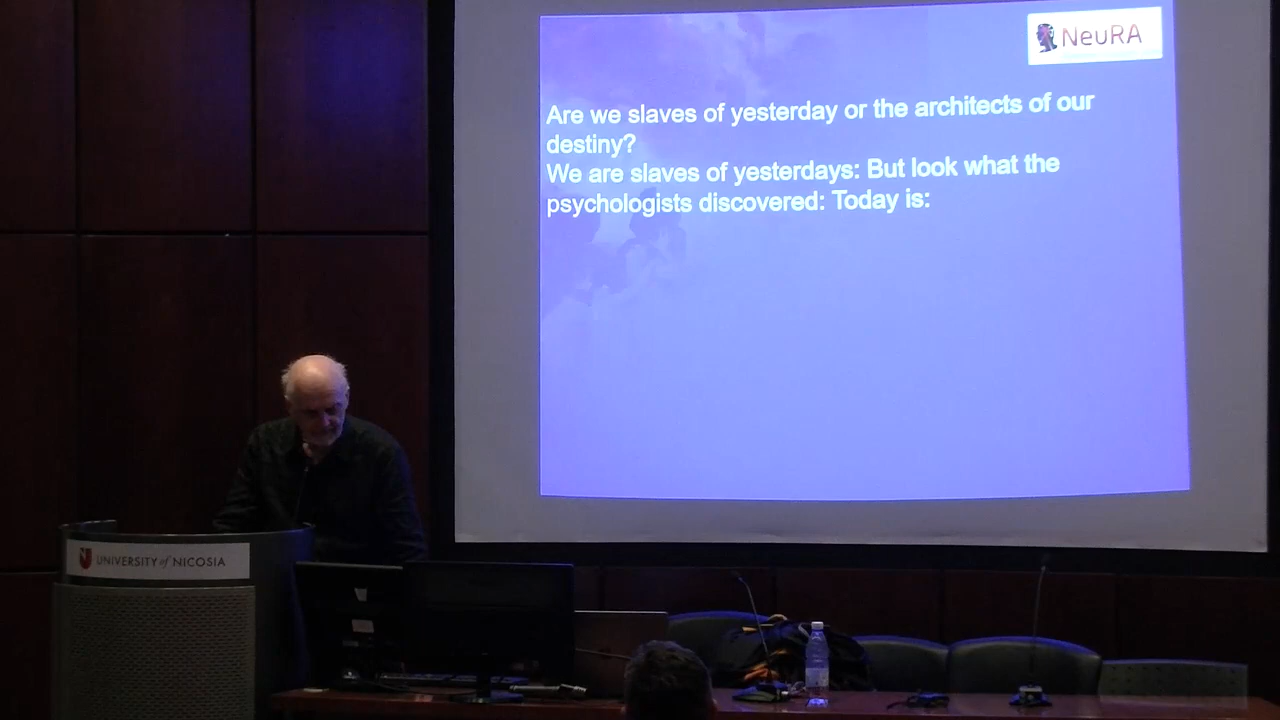 NeuRA
Are we slaves of yesterday or the architects of our
destiny?
We are slaves of yesterdays: But look what the
psychologists discovered: Today is:
UNIVERSITY of NICOSIA